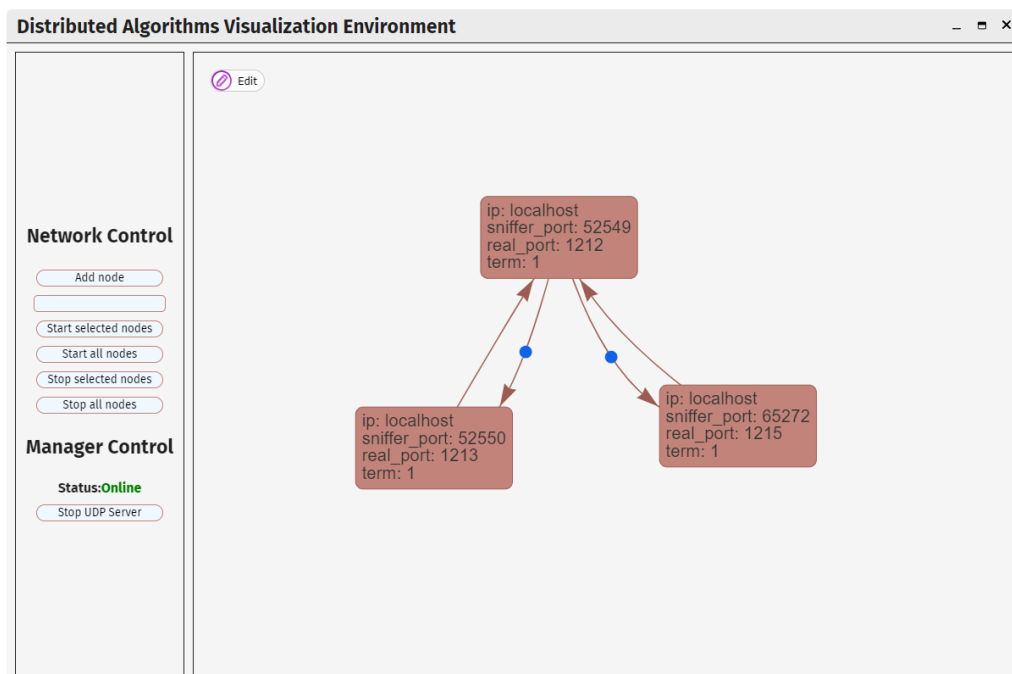 Distributed Algorithms Visualization Environment
Edit
Network Control
Add node
Start selected nodes
Start all nodes
Stop selected nodes
Stop all nodes
Manager Control
Status:Online
Stop UDP Server
ip: localhost
sniffer_port: 52549
real_port: 1212
term: 1
ip: localhost
sniffer_port: 52550
real_port: 1213
term: 1
ip: localhost
sniffer_port: 65272
real_port: 1215
term: 1